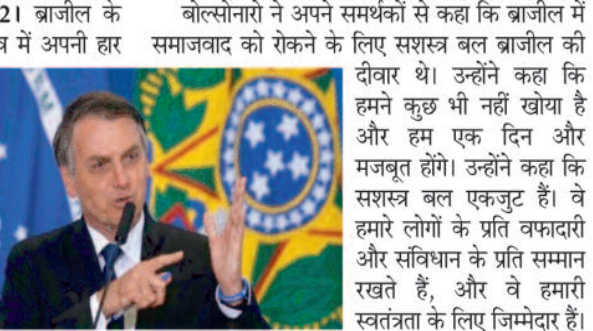 21 ब्राजील के
में अपनी हार
बोल्सोनारो ने अपने समर्थकों से कहा कि ब्राजील में
समाजवाद को रोकने के लिए सशस्त्र बल ब्राजील की
दीवार थे। उन्होंने कहा कि
हमने कुछ भी नहीं खोया है
और हम एक दिन और
मजबूत होंगे। उन्होंने कहा कि
सशस्त्र बल एकजुट हैं। वे
हमारे लोगों के प्रति वफादारी
और संविधान के प्रति सम्मान
रखते हैं, और वे हमारी
स्वतंत्रता के लिए जिम्मेदार हैं।